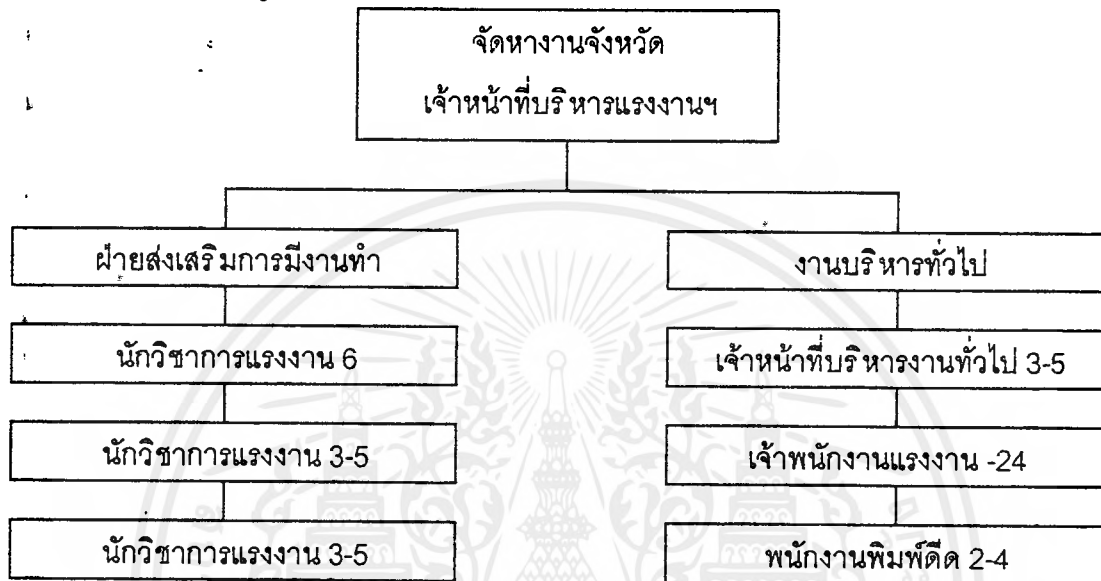 จัดหางานจังหวัด
เจ้าหน้าที่บริหารแรงงานฯ
ฝ่ายส่งเสริมการมีงานทำ
นักวิชาการแรงงาน 6
นักวิชาการแรงงาน 3-5
นักวิชาการแรงงาน 3-5
งานบริหารทั่วไป
เจ้าหน้าที่บริหารงานทั่วไป 3-5
เจ้าพนักงานแรงงาน -24
พนักงานพิมพ์ดีด 2-4